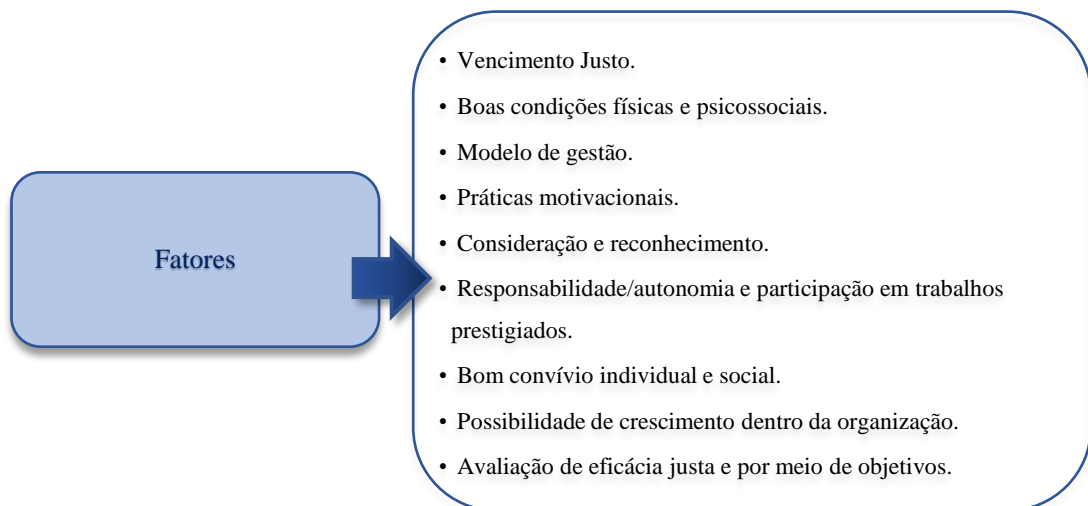 • Vencimento Justo.
• Boas condições físicas e psicossociais.
• Modelo de gestão.
• Práticas motivacionais.
Fatores
• Consideração e reconhecimento.
• Responsabilidade/autonomia e participação em trabalhos
prestigiados.
• Bom convívio individual e social.
• Possibilidade de crescimento dentro da organização.
• Avaliação de eficácia justa e por meio de objetivos.